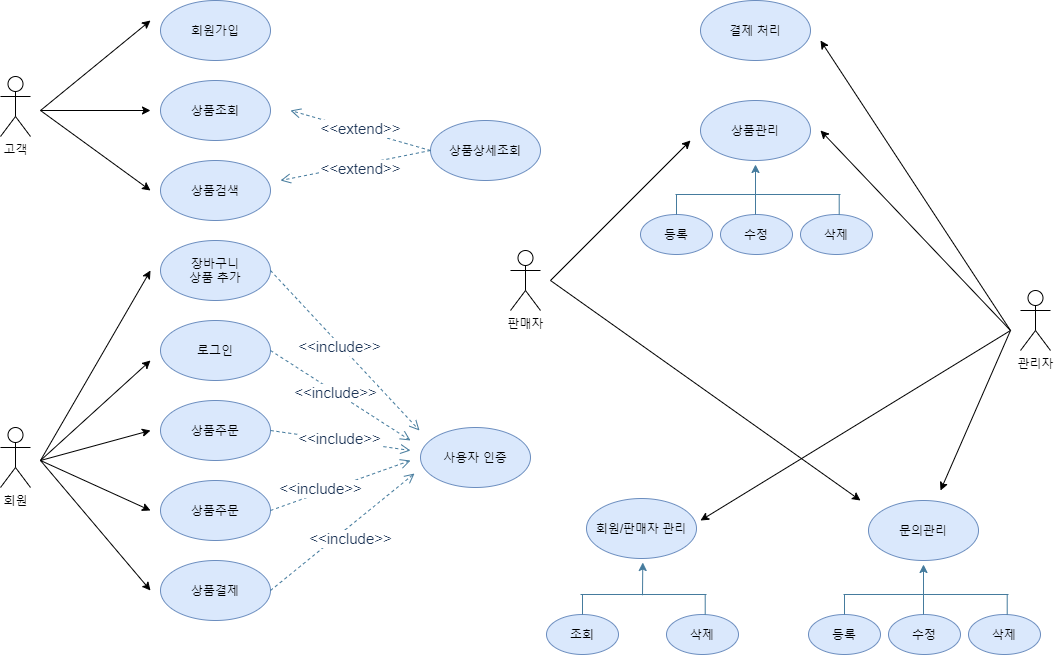 회원가입
결제 처리
상품조회
고객
<<extend>>
상품관리
상품상세조회
<<extend>>
상품검색
등록
수정
삭제
장바구니
상품 추가
판매자
<<include>>
로그인
관리자
<<include>>
상품주문
<<include>>
사용자 인증
회원
<<include>>
상품주문
<<include>>
회원/판매자 관리
문의관리
상품결제
조회
삭제
등록
수정
삭제